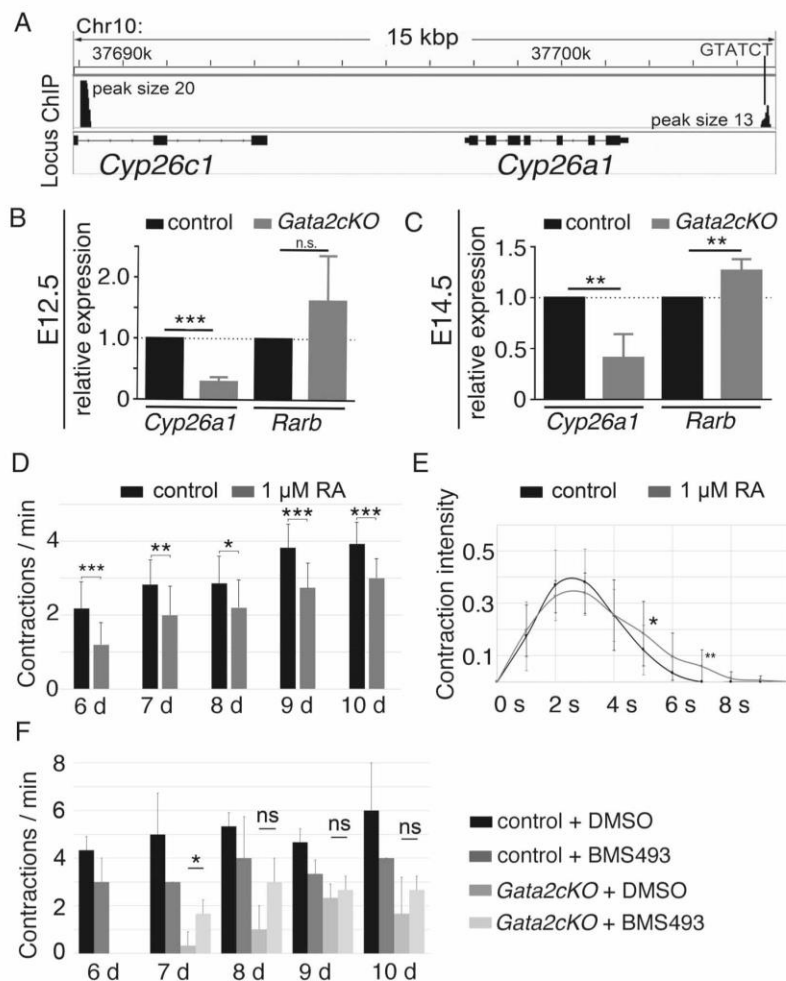 A
Chr10:
15 kbp
37690k
37700k
GTATCT
Locus ChIP
peak size 20
peak size 13
Cyp26c1
Cyp26a1
B
control
Gata2cKO
E12.5
relative expression
2.0
1.0
0
***
n.s.
Cyp26a1
Rarb
C
control
Gata2cKO
E14.5
relative expression
1.5
1.0
0.5
0
**
**
Cyp26a1
Rarb
D
control
1 µM RA
Contractions / min
4
2
0
***
**
*
***
***
6 d
7 d
8 d
9 d
10 d
E
control
1 µM RA
Contraction intensity
0.5
0.3
0.1
*
**
0 s
2 s
4 s
6 s
8 s
F
Contractions / min
8
6
4
2
0
*
ns
ns
ns
6 d
7 d
8 d
9 d
10 d
control + DMSO
control + BMS493
Gata2cKO + DMSO
Gata2cKO + BMS493